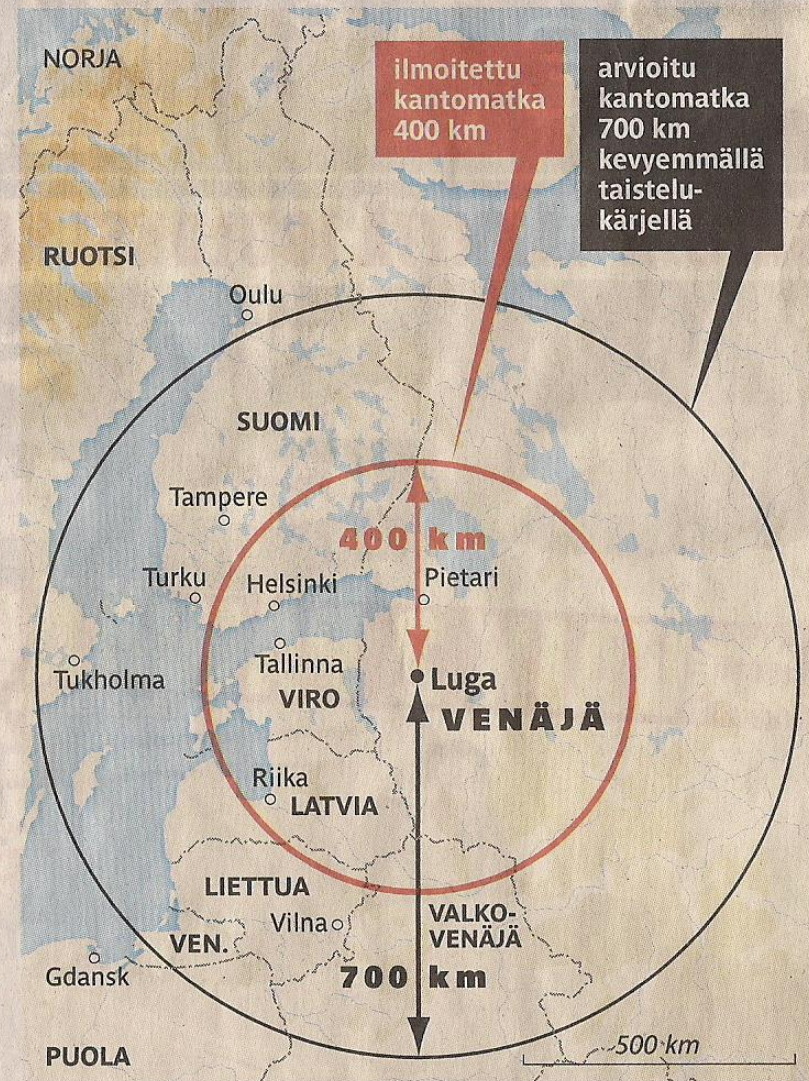 NORJA
ilmoitettu
kantomatka
400 km
arvioitu
kantomatka
700 km
kevyemmällä
taistelu-
kärjellä
RUOTSI
Oulu
SUOMI
Tampere
400 km
Turku
Helsinki
Pietari
Tukholma
Tallinna
VIRO
Luga
VENÄJÄ
Riika
LATVIA
LIETTUA
Vilna
VALKO-
VENÄJÄ
VEN.
Gdansk
700 km
PUOLA
500 km